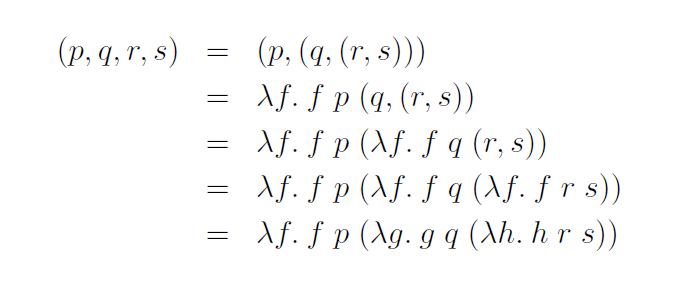 (p, q, r, s) = (p, (q, (r, s)))
= λf. f p (q, (r, s))
= λf. f p (λf. f q (r, s))
= λf. f p (λf. f q (λf. f r s))
= λf. f p (λg. g q (λh. h r s))